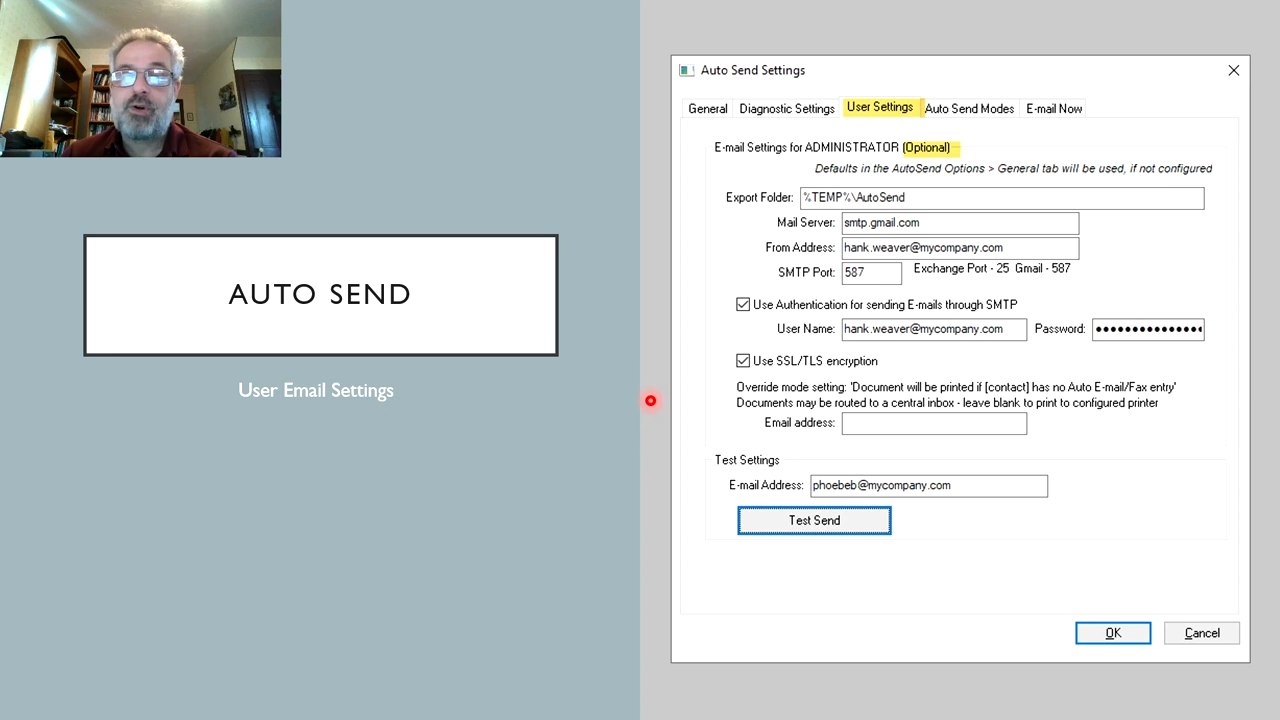 AUTO SEND
User Email Settings
Auto Send Settings
General Diagnostic Settings User Settings Auto Send Modes E-mail Now
E-mail Settings for ADMINISTRATOR (Optional)
Defaults in the AutoSend Options > General tab will be used, if not configured
Export Folder: %TEMP%\AutoSend
Mail Server: smtp.gmail.com
From Address: hank.weaver@mycompany.com
SMTP Port: 587 Exchange Port - 25 Gmail - 587
Use Authentication for sending E-mails through SMTP
User Name: hank.weaver@mycompany.com Password: ●●●●●●●●●●●●●●●
Use SSL/TLS encryption
Override mode setting: 'Document will be printed if [contact] has no Auto E-mail/Fax entry'
Documents may be routed to a central inbox - leave blank to print to configured printer
Email address:
Test Settings
E-mail Address: phoebeb@mycompany.com
Test Send
OK Cancel